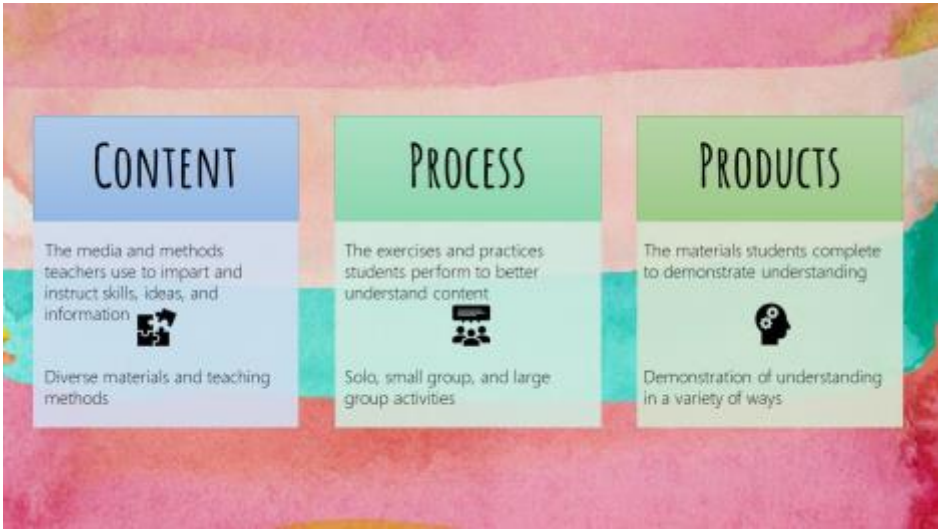 CONTENT
The media and methods
teachers use to impart and
instruct skills, ideas, and
information
Diverse materials and teaching
methods
PROCESS
The exercises and practices
students perform to better
understand content
Solo, small group, and large
group activities
PRODUCTS
The materials students complete
to demonstrate understanding
Demonstration of understanding
in a variety of ways